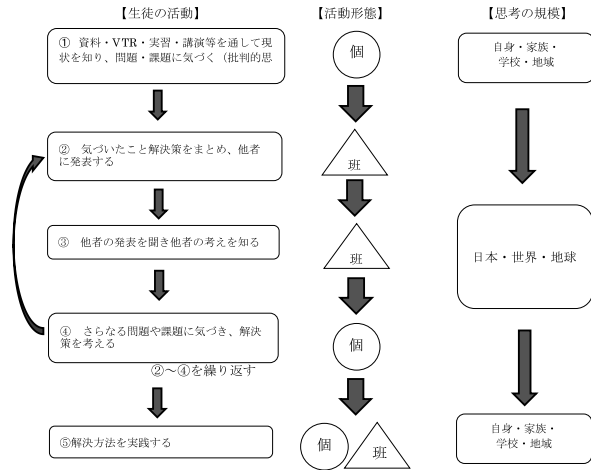 【生徒の活動】
【活動形態】
【思考の規模】
① 資料・VTR・実習・講演等を通して現
状を知り、問題・課題に気づく（批判的思
個
自身・家族・
学校・地域
② 気づいたこと解決策をまとめ、他者
に発表する
班
③ 他者の発表を聞き他者の考えを知る
班
日本・世界・地球
④ さらなる問題や課題に気づき、解決
策を考える
個
②～④を繰り返す
⑤解決方法を実践する
個
班
自身・家族・
学校・地域